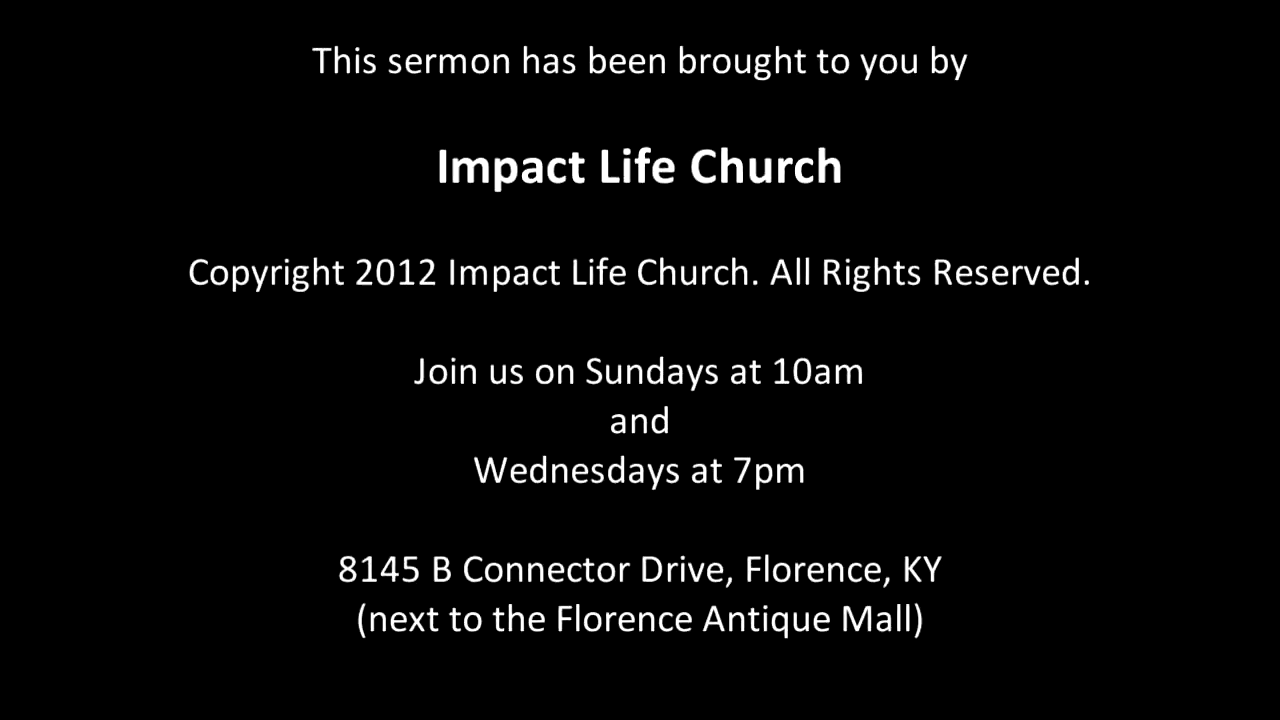 This sermon has been brought to you by
Impact Life Church
Copyright 2012 Impact Life Church. All Rights Reserved.
Join us on Sundays at 10am
and
Wednesdays at 7pm
8145 B Connector Drive, Florence, KY
(next to the Florence Antique Mall)